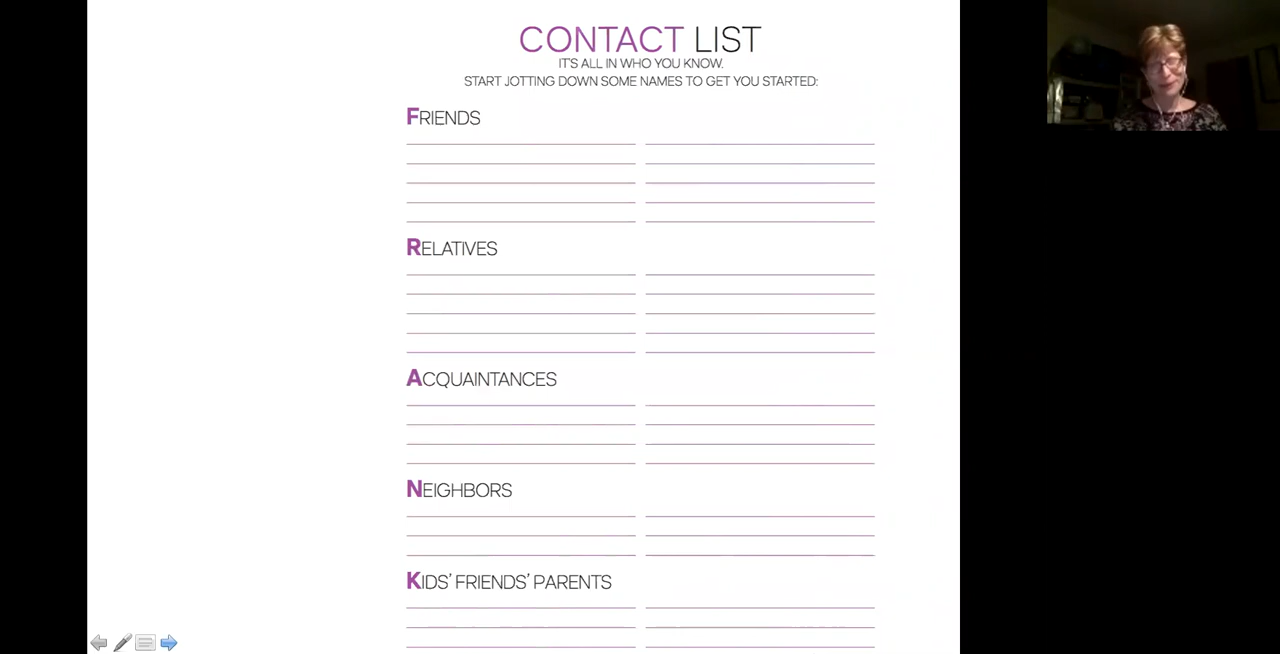 CONTACT LIST
IT'S ALL IN WHO YOU KNOW.
START JOTTING DOWN SOME NAMES TO GET YOU STARTED:
FRIENDS
RELATIVES
ACQUAINTANCES
NEIGHBORS
KIDS' FRIENDS' PARENTS